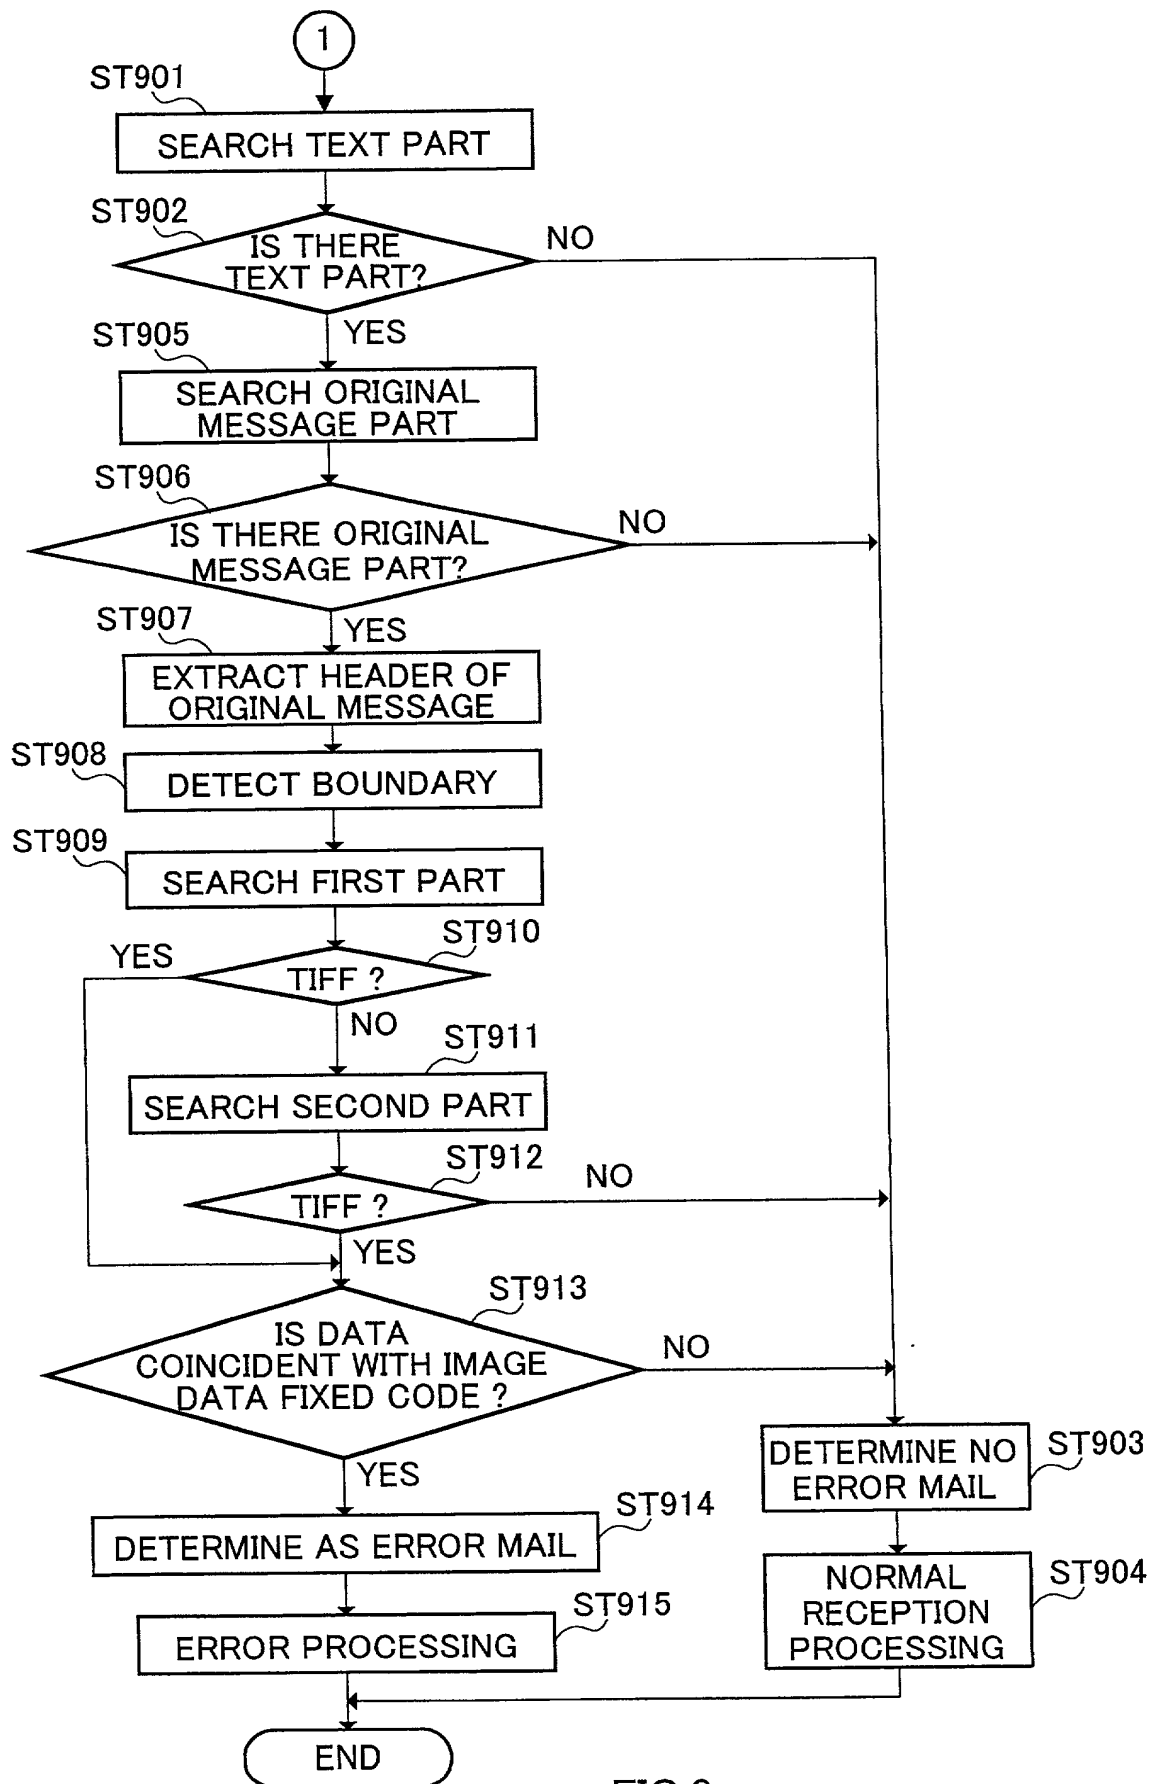 1
ST901
SEARCH TEXT PART
ST902
IS THERE
TEXT PART?
NO
YES
ST905
SEARCH ORIGINAL
MESSAGE PART
ST906
IS THERE ORIGINAL
MESSAGE PART?
NO
YES
ST907
EXTRACT HEADER OF
ORIGINAL MESSAGE
ST908
DETECT BOUNDARY
ST909
SEARCH FIRST PART
ST910
YES
TIFF ?
NO
ST911
SEARCH SECOND PART
ST912
TIFF ?
NO
YES
ST913
IS DATA
COINCIDENT WITH IMAGE
DATA FIXED CODE ?
NO
YES
DETERMINE NO
ERROR MAIL
ST903
ST914
DETERMINE AS ERROR MAIL
NORMAL
RECEPTION
PROCESSING
ST904
ST915
ERROR PROCESSING
END